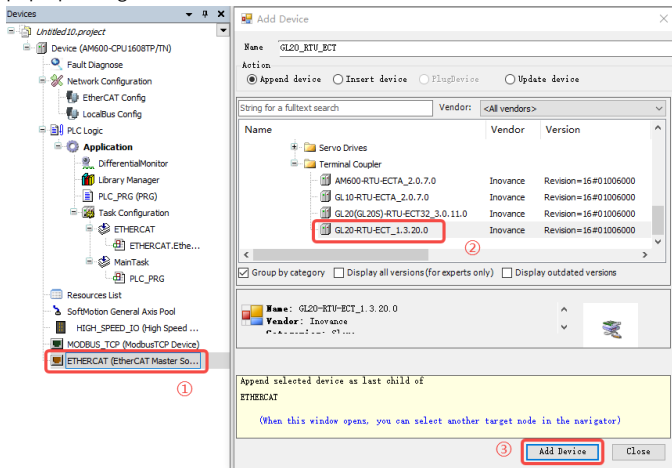 Devices
Untitled10.project
Device (AM600-CPU1608TP/TN)
Fault Diagnose
Network Configuration
EtherCAT Config
LocalBus Config
PLC Logic
Application
DifferentialMonitor
Library Manager
PLC_PRG (PRG)
Task Configuration
ETHERCAT
ETHERCAT.Ethe...
MainTask
PLC_PRG
Resources List
SoftMotion General Axis Pool
HIGH_SPEED_IO (High Speed ...
MODBUS_TCP (ModbusTCP Device)
ETHERCAT (EtherCAT Master So...
①
Add Device
Name GL20_RTU_ECT
Action
Append device Insert device PlugDevice Update device
String for a fulltext search Vendor: <All vendors>
Name Vendor Version
Servo Drives
Terminal Coupler
AM600-RTU-ECTA_2.0.7.0 Inovance Revision=16#01006000
GL10-RTU-ECTA_2.0.7.0 Inovance Revision=16#01006000
GL20(GL20S)-RTU-ECT32_3.0.11.0 Inovance Revision=16#01006000
GL20-RTU-ECT_1.3.20.0 Inovance Revision=16#01006000
②
Group by category Display all versions(for experts only) Display outdated versions
Name: GL20-RTU-ECT_1.3.20.0
Vendor: Inovance
Append selected device as last child of
ETHERCAT
(When this window opens, you can select another target node in the navigator)
③ Add Device Close